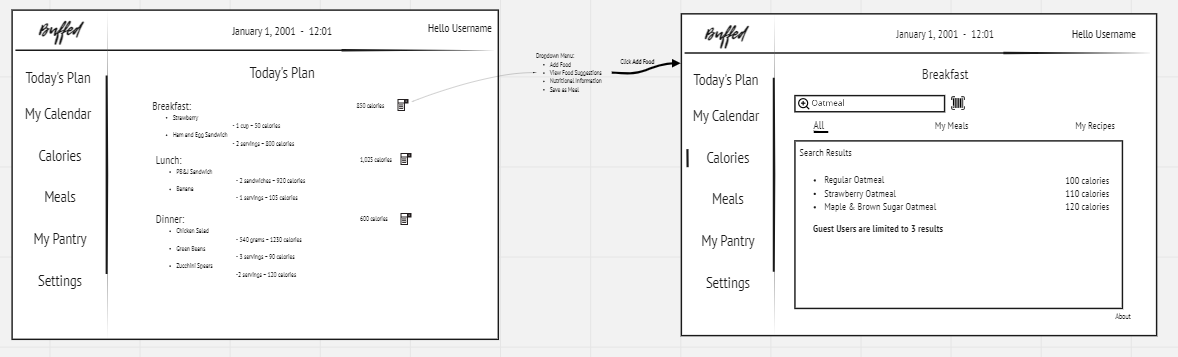 Buffed
January 1, 2001 - 12:01
Hello Username
Today's Plan
My Calendar
Calories
Meals
My Pantry
Settings
Today's Plan
Breakfast:
850 calories
• Strawberry
- 1 cup – 50 calories
• Ham and Egg Sandwich
- 2 servings – 800 calories
Lunch:
1,025 calories
• PB&J Sandwich
- 2 sandwiches – 920 calories
• Banana
- 1 servings – 105 calories
Dinner:
600 calories
• Chicken Salad
- 540 grams – 1250 calories
• Green Beans
- 3 servings – 90 calories
• Zucchini Spears
-2 servings – 120 calories
Dropdown Menu:
• Add Food
• View Food Suggestions
• Nutritional Information
• Save as Meal
Click Add Food
Buffed
January 1, 2001 - 12:01
Hello Username
Today's Plan
My Calendar
Calories
Meals
My Pantry
Settings
Breakfast
Oatmeal
All
My Meals
My Recipes
Search Results
• Regular Oatmeal 100 calories
• Strawberry Oatmeal 110 calories
• Maple & Brown Sugar Oatmeal 120 calories
Guest Users are limited to 3 results
About